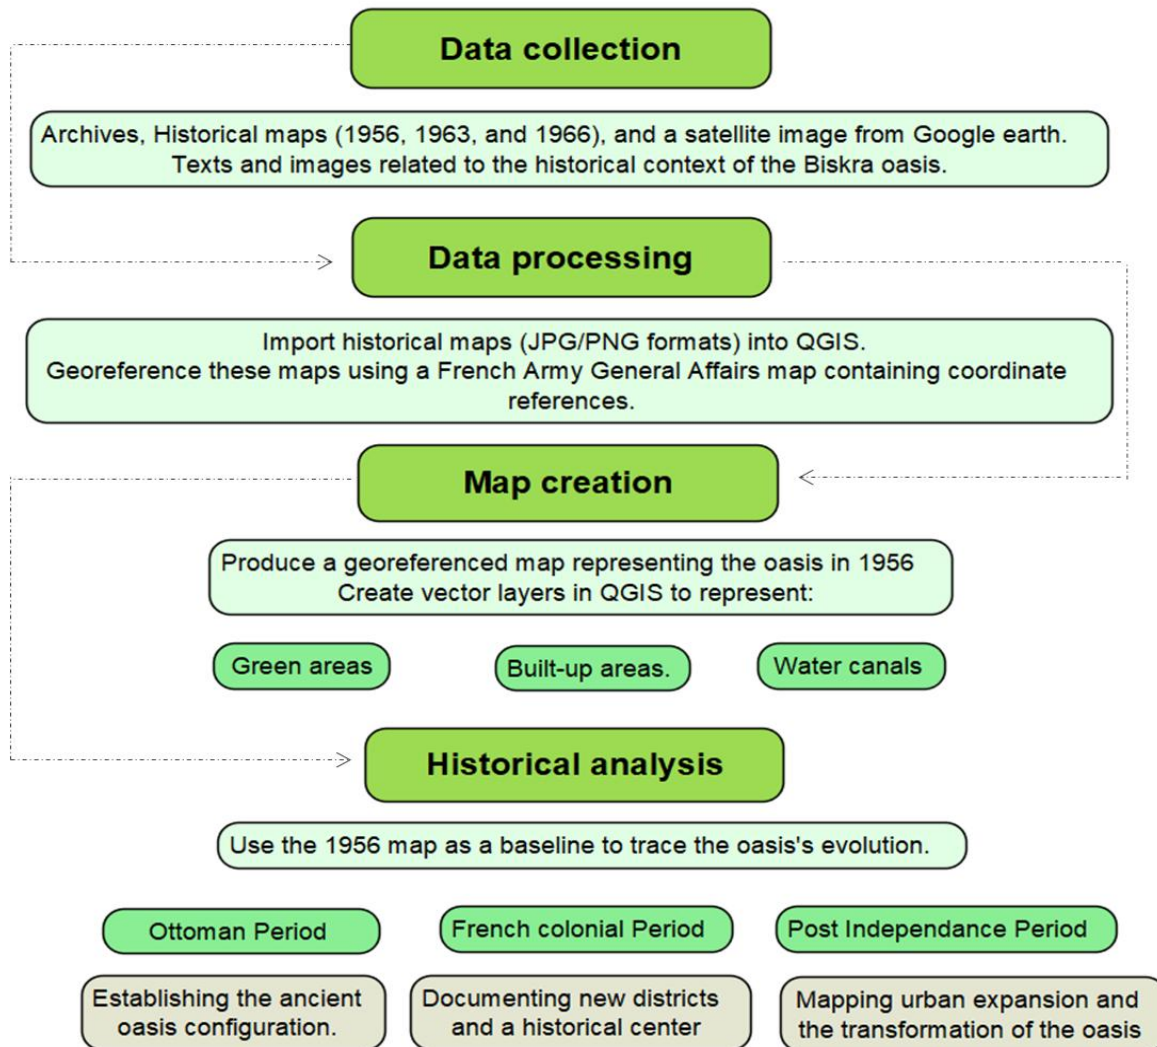 Data collection
Archives, Historical maps (1956, 1963, and 1966), and a satellite image from Google earth.
Texts and images related to the historical context of the Biskra oasis.
Data processing
Import historical maps (JPG/PNG formats) into QGIS.
Georeference these maps using a French Army General Affairs map containing coordinate
references.
Map creation
Produce a georeferenced map representing the oasis in 1956
Create vector layers in QGIS to represent:
Green areas
Built-up areas.
Water canals
Historical analysis
Use the 1956 map as a baseline to trace the oasis's evolution.
Ottoman Period
French colonial Period
Post Independance Period
Establishing the ancient
oasis configuration.
Documenting new districts
and a historical center
Mapping urban expansion and
the transformation of the oasis